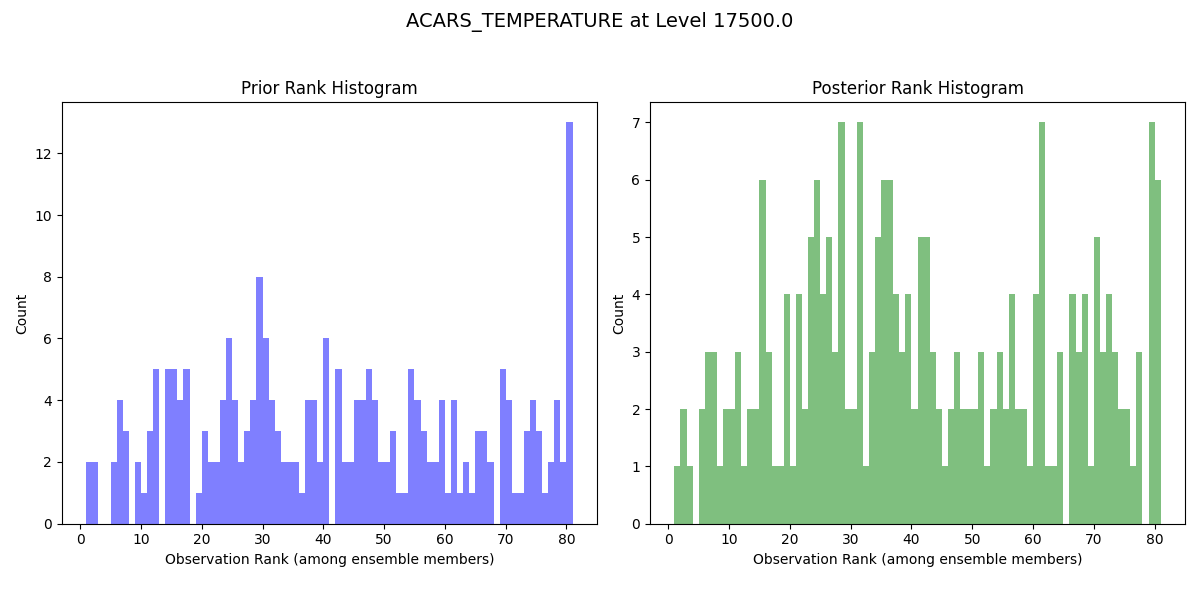 ACARS_TEMPERATURE at Level 17500.0
Prior Rank Histogram
Count
12
10
8
6
4
2
0
0 10 20 30 40 50 60 70 80
Observation Rank (among ensemble members)
Posterior Rank Histogram
Count
7
6
5
4
3
2
1
0
0 10 20 30 40 50 60 70 80
Observation Rank (among ensemble members)